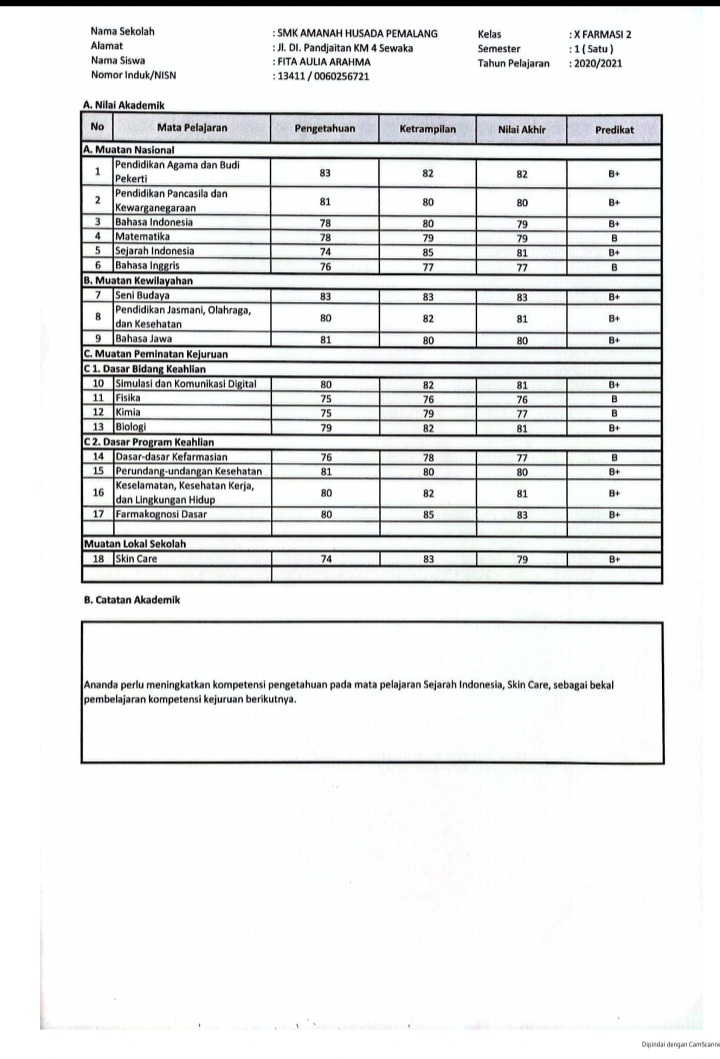 Nama Sekolah : SMK AMANAH HUSADA PEMALANG Kelas : X FARMASI 2
Alamat : Jl. DI. Pandjaitan KM 4 Sewaka Semester : 1 ( Satu )
Nama Siswa : FITA AULIA ARAHMA Tahun Pelajaran : 2020/2021
Nomor Induk/NISN : 13411 / 0060256721
A. Nilai Akademik
No Mata Pelajaran Pengetahuan Ketrampilan Nilai Akhir Predikat
A. Muatan Nasional
1 Pendidikan Agama dan Budi Pekerti 83 82 82 B+
2 Pendidikan Pancasila dan Kewarganegaraan 81 80 80 B+
3 Bahasa Indonesia 78 80 79 B+
4 Matematika 78 79 79 B
5 Sejarah Indonesia 74 85 81 B+
6 Bahasa Inggris 76 77 77 B
B. Muatan Kewilayahan
7 Seni Budaya 83 83 83 B+
8 Pendidikan Jasmani, Olahraga, dan Kesehatan 80 82 81 B+
9 Bahasa Jawa 81 80 80 B+
C. Muatan Peminatan Kejuruan
C 1. Dasar Bidang Keahlian
10 Simulasi dan Komunikasi Digital 80 82 81 B+
11 Fisika 75 76 76 B
12 Kimia 75 79 77 B
13 Biologi 79 82 81 B+
C 2. Dasar Program Keahlian
14 Dasar-dasar Kefarmasian 76 78 77 B
15 Perundang-undangan Kesehatan 81 80 80 B+
16 Keselamatan, Kesehatan Kerja, dan Lingkungan Hidup 80 82 81 B+
17 Farmakognosi Dasar 80 85 83 B+
Muatan Lokal Sekolah
18 Skin Care 74 83 79 B+
B. Catatan Akademik
Ananda perlu meningkatkan kompetensi pengetahuan pada mata pelajaran Sejarah Indonesia, Skin Care, sebagai bekal
pembelajaran kompetensi kejuruan berikutnya.
Dipindai dengan CamScanne